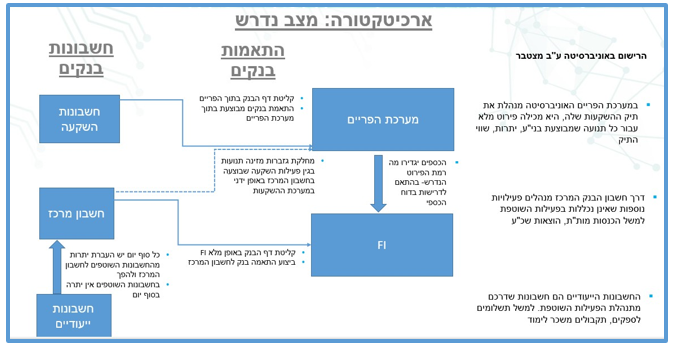 ארכיטקטורה: מצב נדרש
הרישום באוניברסיטה ע"ב מצטבר
במערכת הפריים האוניברסיטה מנהלת את
תיק ההשקעות שלה, היא מכילה פירוט מלא
עבור כל תנועה שמבוצעת בני"ע, יתרות, שווי
התיק
דרך חשבון הבנק המרכז מנהלים פעילויות
נוספות שאינן נכללות בפעילות השוטפת
למשל הכנסות מות"ת, הוצאות שכ"ע
החשבונות הייעודיים הם חשבונות שדרכם
מתנהלת הפעילות השוטפת. למשל תשלומים
לספקים, תקבולים משכר לימוד
התאמות
בנקים
קליטת דף הבנק בתוך הפריים
התאמת בנקים מבוצעת בתוך
מערכת הפריים
מערכת הפריים
הכספים יגדירו מה
רמת הפירוט
הנדרש- בהתאם
לדרישות בדוח
הכספי
מחלקת גזברות מזינה תנועות
בגין פעילות השקעה שבוצעה
בחשבון המרכז באופן ידני
במערכת ההשקעות
FI
קליטת דף הבנק באופן מלא FI
ביצוע התאמה בנק לחשבון המרכז
חשבונות
בנקים
חשבונות
השקעה
חשבון מרכז
כל סוף יום יש העברת יתרות
מהחשבונות השוטפים לחשבון
המרכז ולהפך
בחשבונות השוטפים אין יתרה
בסוף יום
חשבונות
ייעודיים